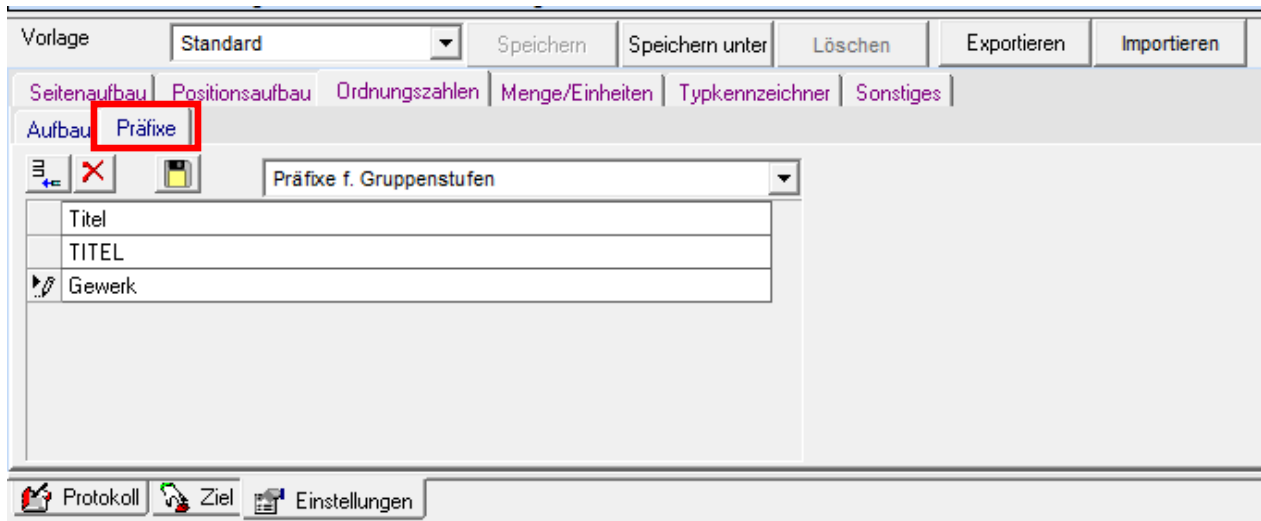 Vorlage Standard Speichern Speichern unter Löschen Exportieren Importieren
Seitenaufbau Positionsaufbau Ordnungszahlen Menge/Einheiten Typkennzeichner Sonstiges
Aufbau Präfixe
Präfixe f. Gruppenstufen
Titel
TITEL
Gewerk
Protokoll Ziel Einstellungen